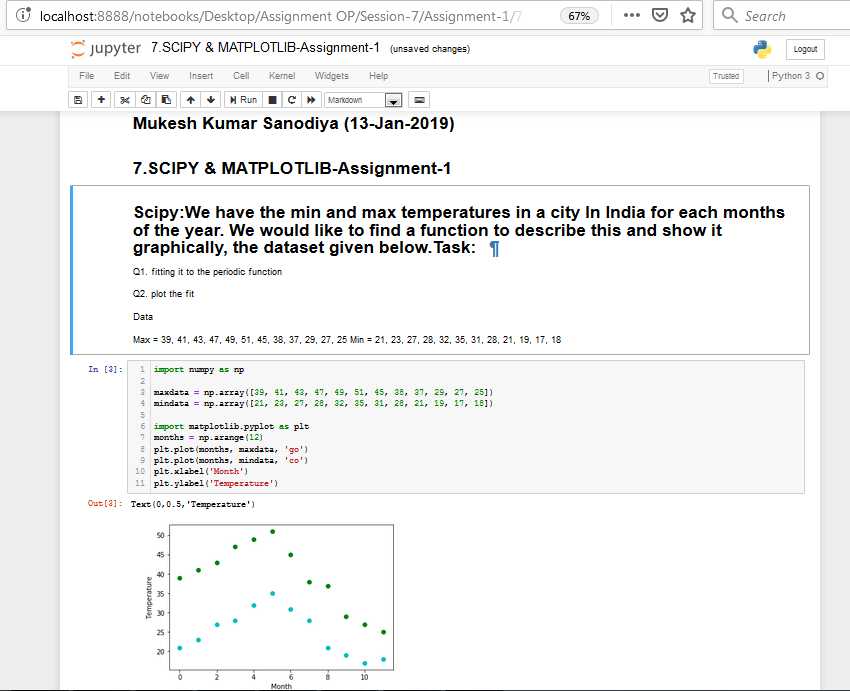 localhost:8888/notebooks/Desktop/Assignment OP/Session-7/Assignment-1/7
67%
Search
jupyter 7.SCIPY & MATPLOTLIB-Assignment-1 (unsaved changes)
Logout
File Edit View Insert Cell Kernel Widgets Help
Trusted
Python 3
Run
Markdown
Mukesh Kumar Sanodiya (13-Jan-2019)
7.SCIPY & MATPLOTLIB-Assignment-1
Scipy:We have the min and max temperatures in a city In India for each months
of the year. We would like to find a function to describe this and show it
graphically, the dataset given below.Task: ¶
Q1. fitting it to the periodic function
Q2. plot the fit
Data
Max = 39, 41, 43, 47, 49, 51, 45, 38, 37, 29, 27, 25 Min = 21, 23, 27, 28, 32, 35, 31, 28, 21, 19, 17, 18
In [3]:
1 import numpy as np
2
3 maxdata = np.array([39, 41, 43, 47, 49, 51, 45, 38, 37, 29, 27, 25])
4 mindata = np.array([21, 23, 27, 28, 32, 35, 31, 28, 21, 19, 17, 18])
5
6 import matplotlib.pyplot as plt
7 months = np.arange(12)
8 plt.plot(months, maxdata, 'go')
9 plt.plot(months, mindata, 'co')
10 plt.xlabel('Month')
11 plt.ylabel('Temperature')
Out[3]: Text(0,0.5,'Temperature')
50
45
40
35
30
25
20
Temperature
0 2 4 6 8 10
Month